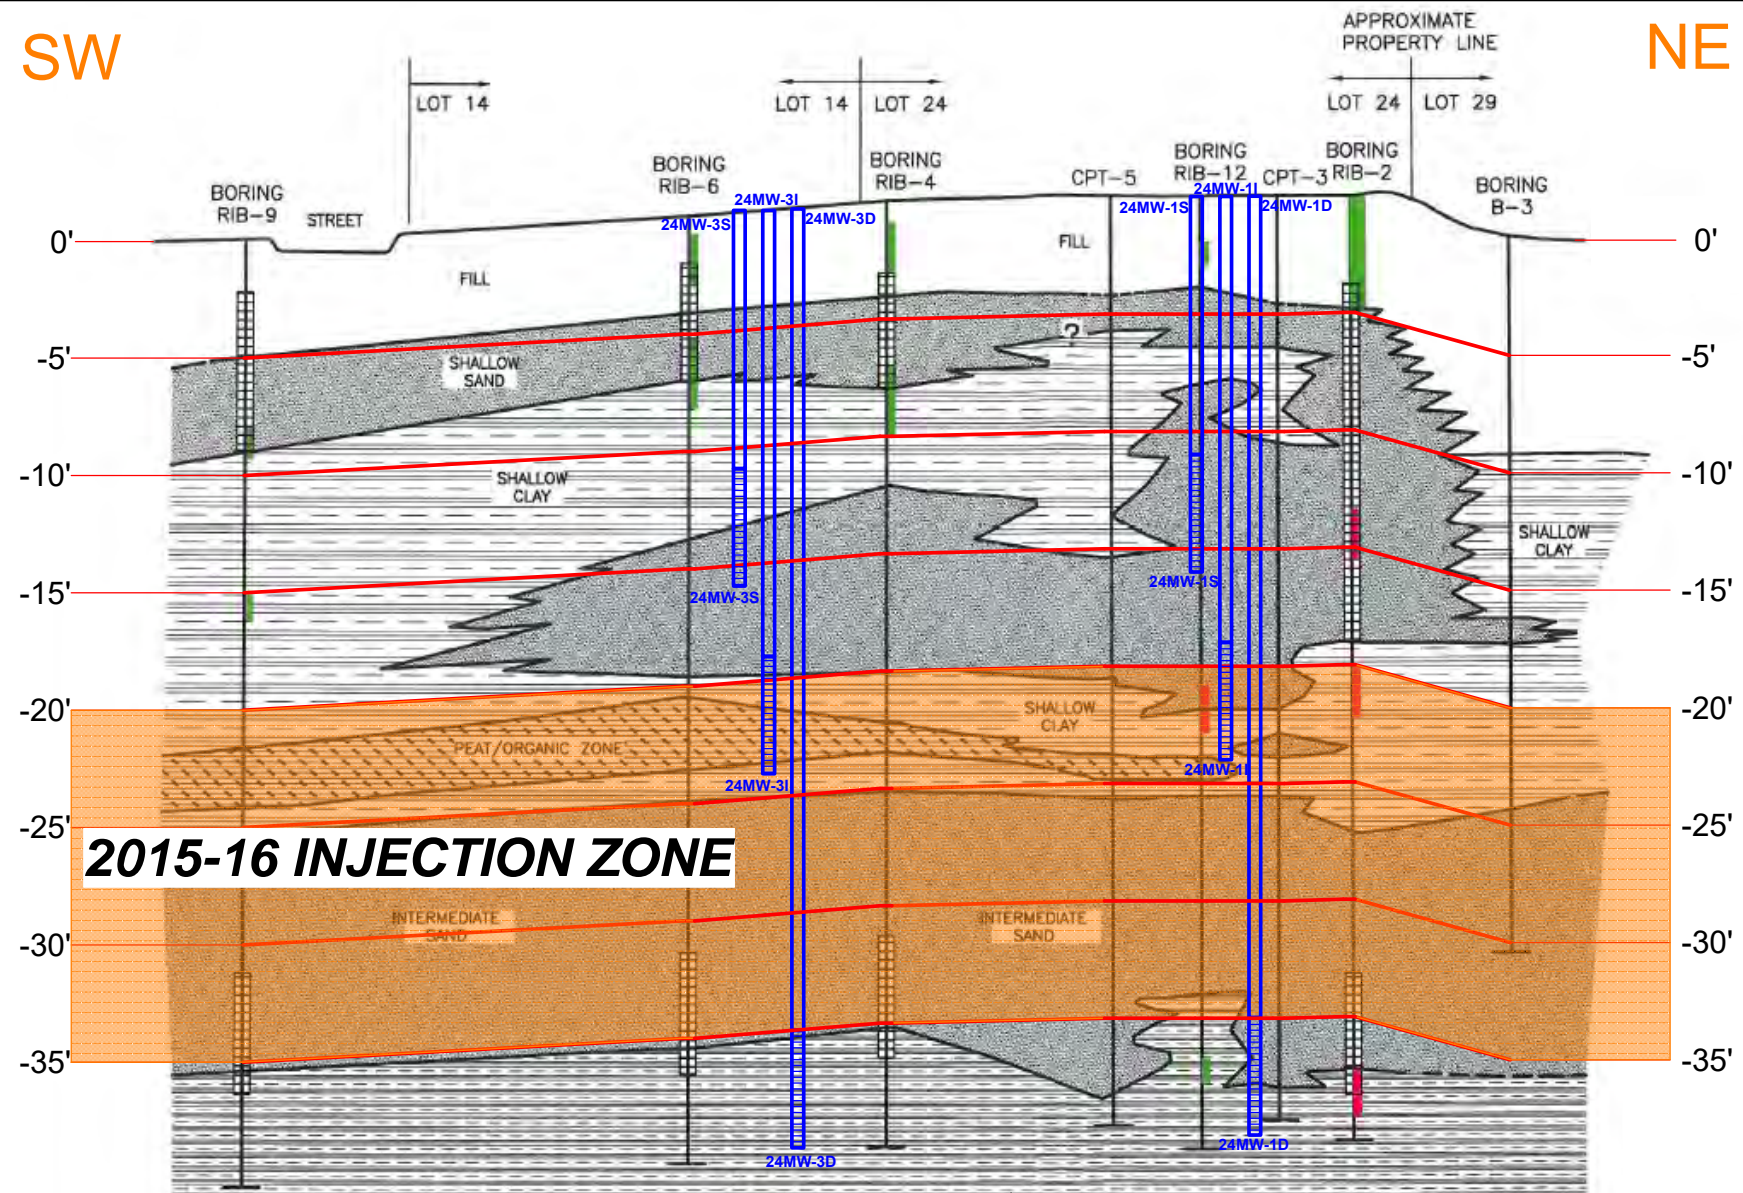 SW
APPROXIMATE
PROPERTY LINE
NE
LOT 14
LOT 14
LOT 24
LOT 24
LOT 29
BORING
RIB-9
STREET
BORING
RIB-6
24MW-3I
24MW-3S
24MW-3D
BORING
RIB-4
CPT-5
BORING
RIB-12
24MW-1I
24MW-1S
CPT-3
24MW-1D
BORING
RIB-2
BORING
B-3
0'
0'
FILL
FILL
?
-5'
-5'
SHALLOW
SAND
-10'
-10'
SHALLOW
CLAY
SHALLOW
CLAY
-15'
-15'
24MW-3S
24MW-1S
-20'
-20'
SHALLOW
CLAY
PEAT/ORGANIC ZONE
24MW-3I
24MW-1I
-25'
-25'
2015-16 INJECTION ZONE
INTERMEDIATE
SAND
INTERMEDIATE
SAND
-30'
-30'
-35'
-35'
24MW-3D
24MW-1D